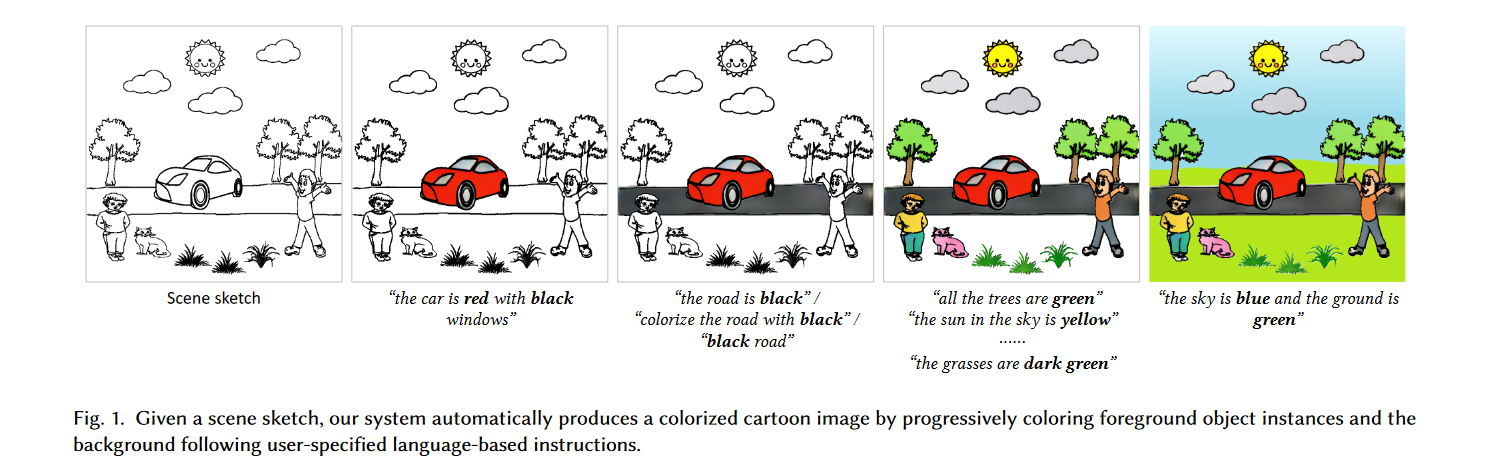 Scene sketch
“the car is red with black
windows”
“the road is black” /
“colorize the road with black” /
“black road”
“all the trees are green”
“the sun in the sky is yellow”
......
“the grasses are dark green”
“the sky is blue and the ground is
green”
Fig. 1. Given a scene sketch, our system automatically produces a colorized cartoon image by progressively coloring foreground object instances and the
background following user-specified language-based instructions.